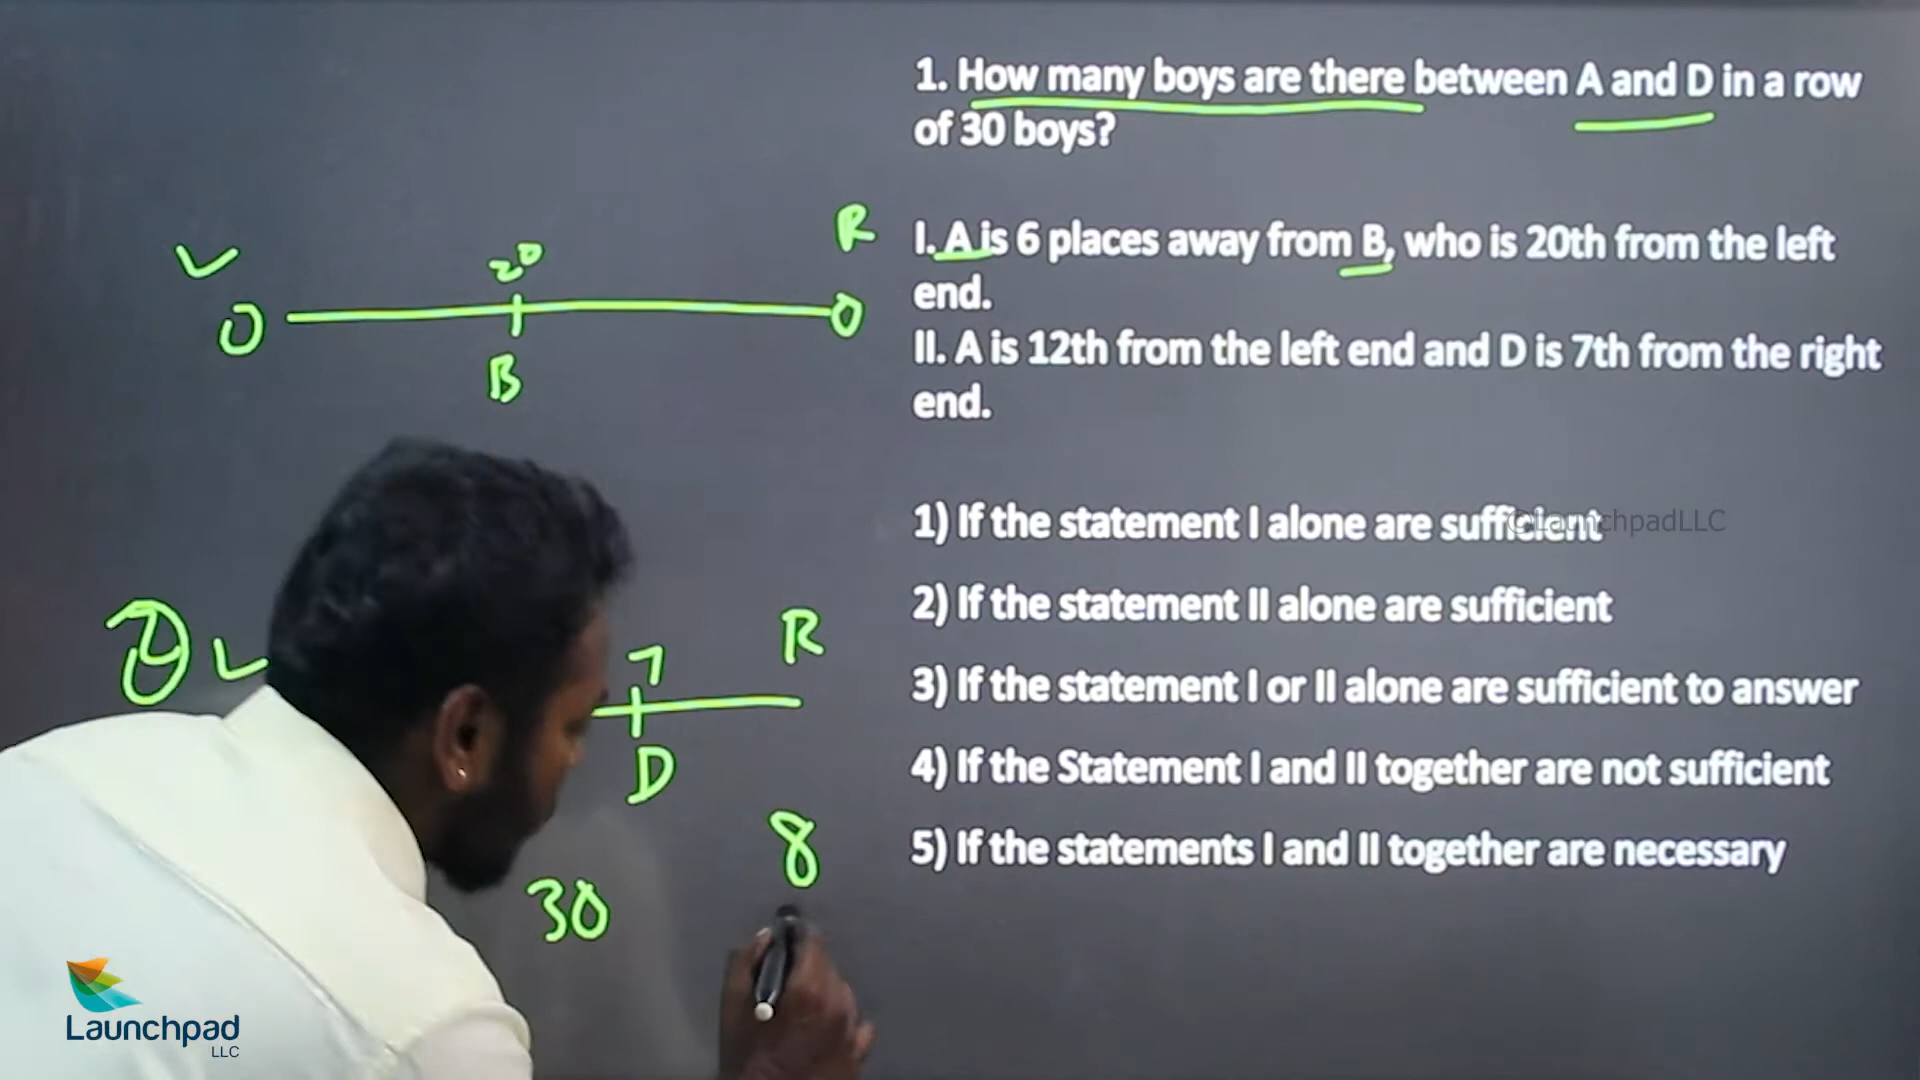 1. How many boys are there between A and D in a row
of 30 boys?
I. A is 6 places away from B, who is 20th from the left
end.
II. A is 12th from the left end and D is 7th from the right
end.
1) If the statement I alone are sufficient
©LaunchpadLLC
2) If the statement II alone are sufficient
3) If the statement I or II alone are sufficient to answer
4) If the Statement I and II together are not sufficient
5) If the statements I and II together are necessary
L
20
R
B
L
7
R
D
8
30
Launchpad
LLC